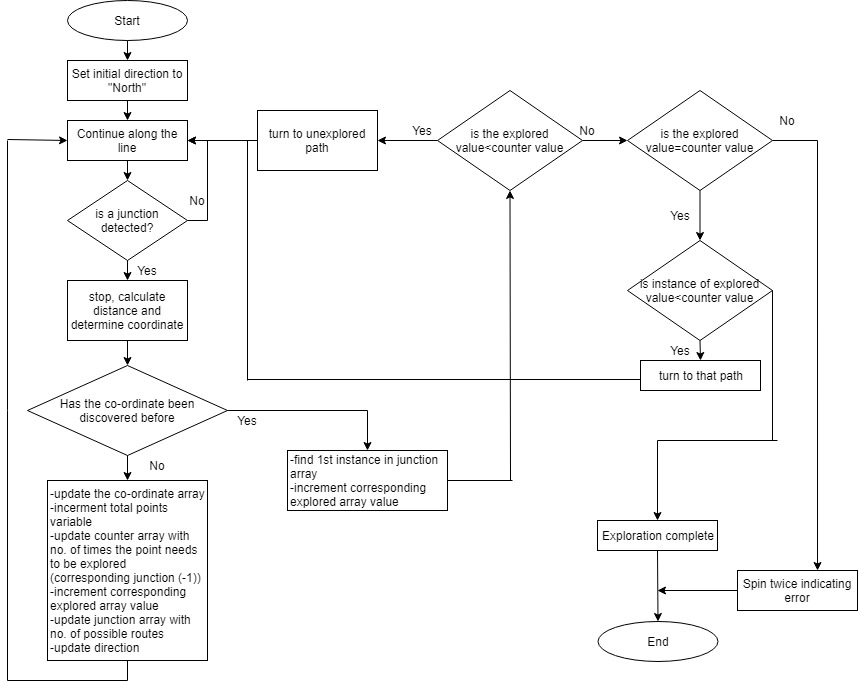 Start
Set initial direction to
"North"
Continue along the
line
is a junction
detected?
No
Yes
stop, calculate
distance and
determine coordinate
Has the co-ordinate been
discovered before
Yes
No
-update the co-ordinate array
-incerment total points
variable
-update counter array with
no. of times the point needs
to be explored
(corresponding junction (-1))
-increment corresponding
explored array value
-update junction array with
no. of possible routes
-update direction
-find 1st instance in junction
array
-increment corresponding
explored array value
turn to unexplored
path
Yes
is the explored
value<counter value
No
is the explored
value=counter value
No
Yes
is instance of explored
value<counter value
Yes
turn to that path
Exploration complete
Spin twice indicating
error
End